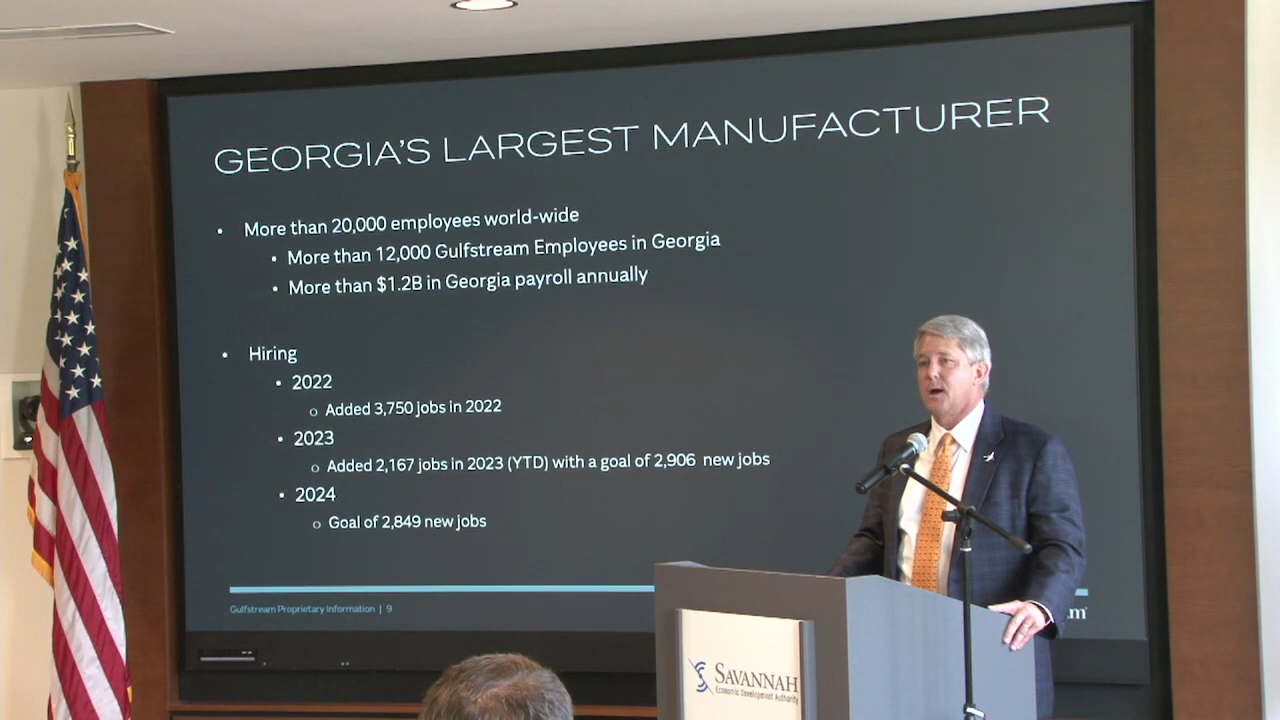 GEORGIA'S LARGEST MANUFACTURER
• More than 20,000 employees world-wide
• More than 12,000 Gulfstream Employees in Georgia
• More than $1.2B in Georgia payroll annually
• Hiring
• 2022
o Added 3,750 jobs in 2022
• 2023
o Added 2,167 jobs in 2023 (YTD) with a goal of 2,906 new jobs
• 2024
o Goal of 2,849 new jobs
Gulfstream Proprietary Information | 9
SAVANNAH
Economic Development Authority